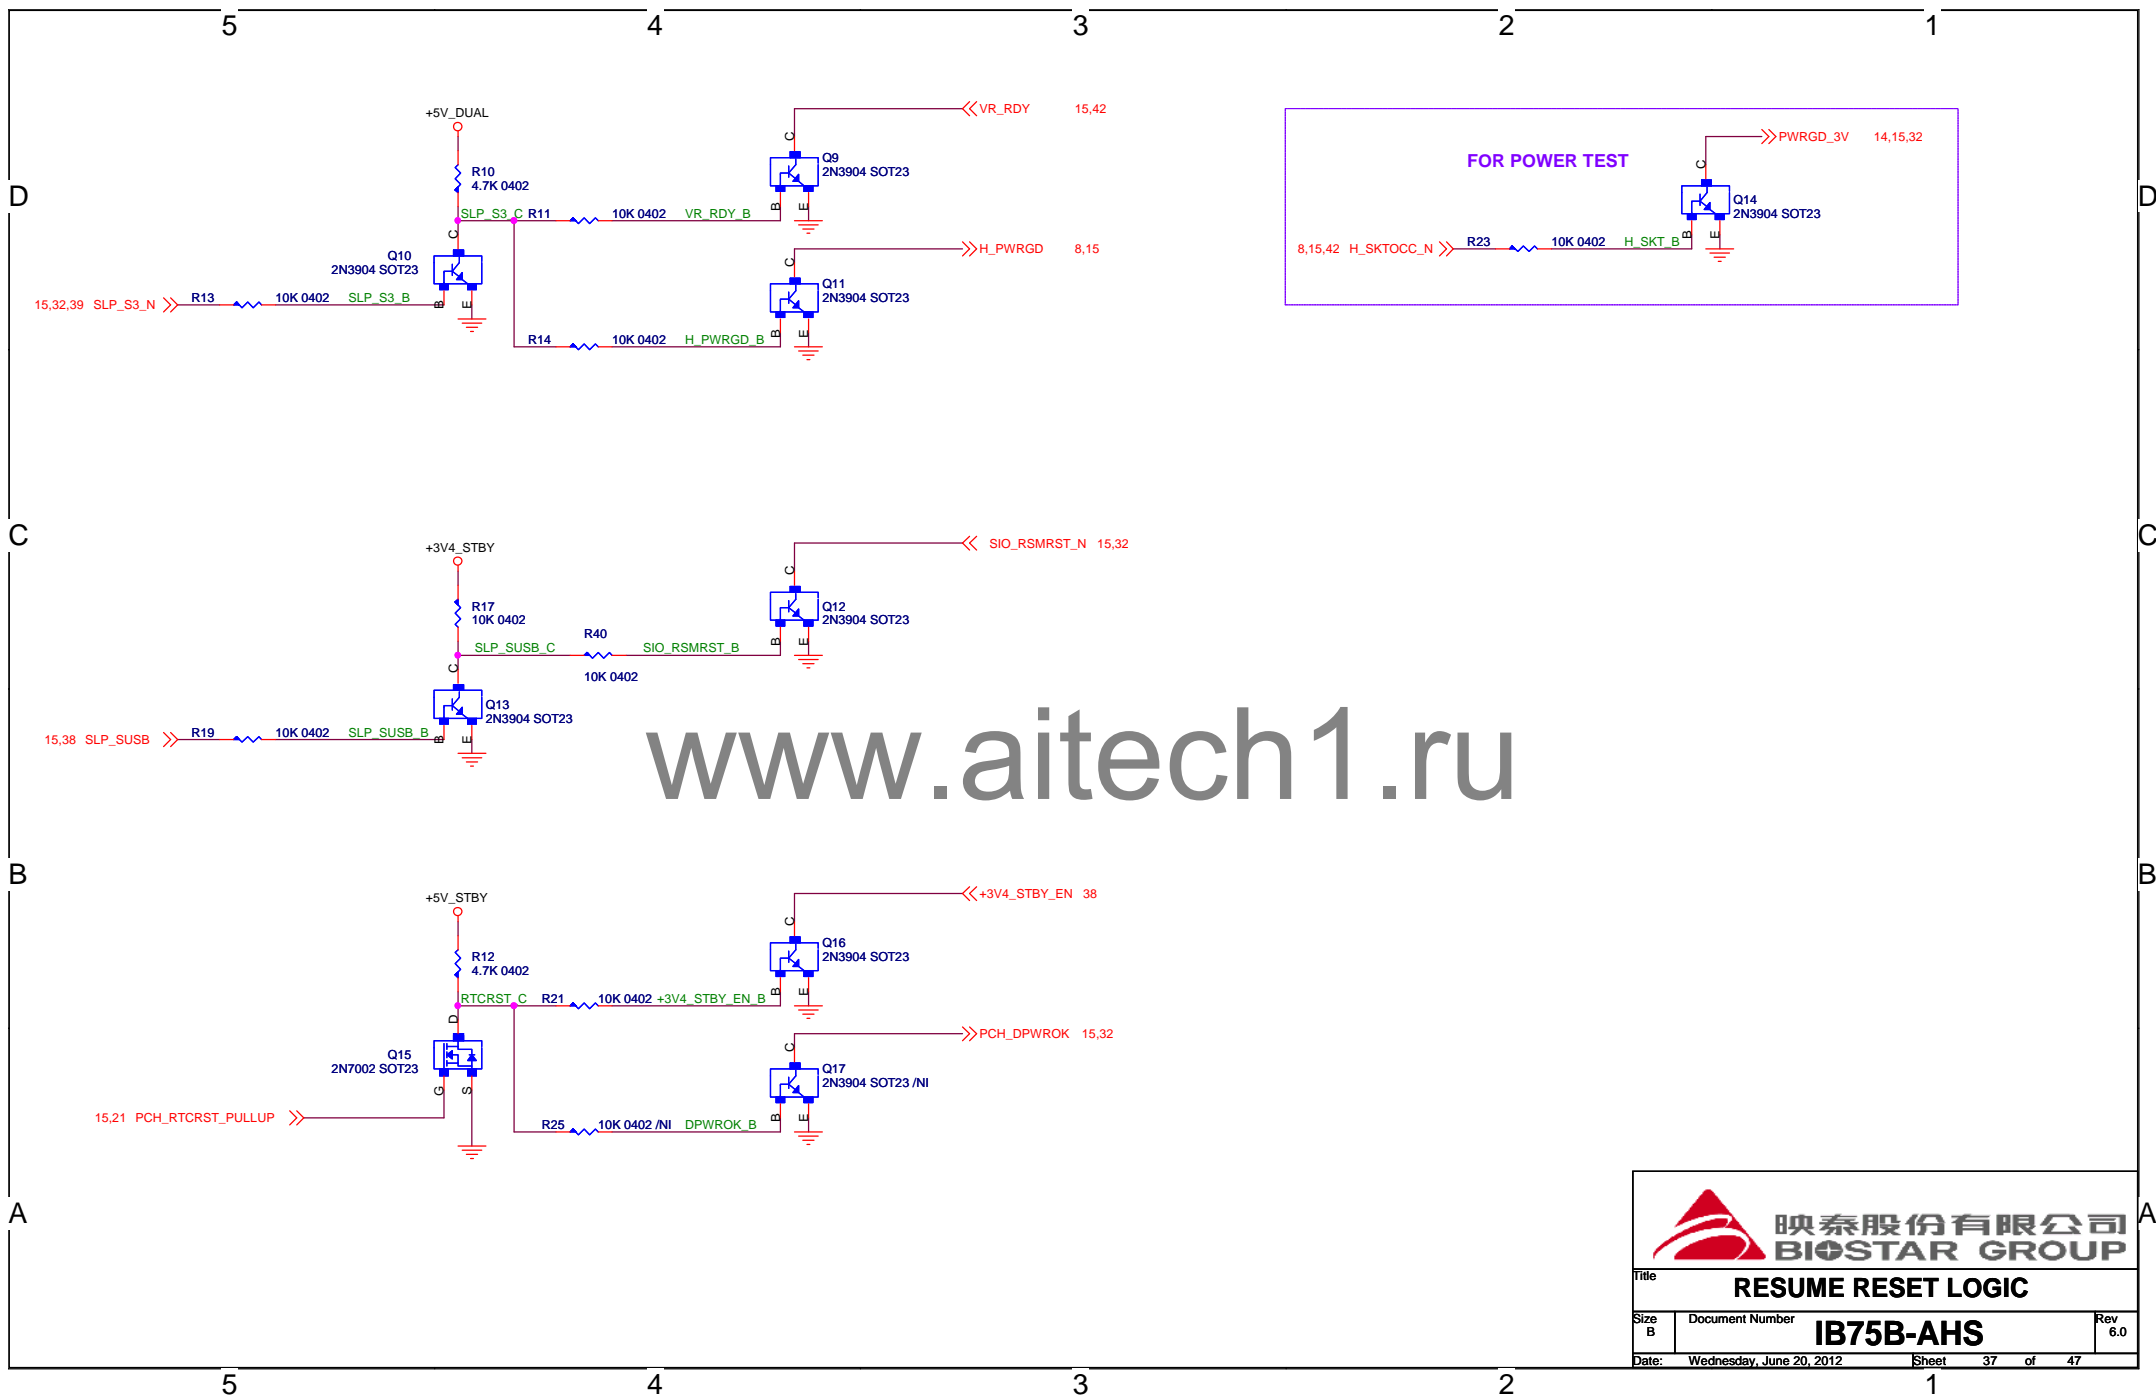 5 4 3 2 1
D
D
C
C
B
B
A
A
+5V_DUAL
R10
4.7K 0402
SLP_S3_C
R11
10K 0402
VR_RDY_B
C
B
E
Q9
2N3904 SOT23
VR_RDY 15,42
Q10
2N3904 SOT23
C
B
E
15,32,39 SLP_S3_N
R13
10K 0402
SLP_S3_B
H_PWRGD 8,15
C
B
E
Q11
2N3904 SOT23
R14
10K 0402
H_PWRGD_B
FOR POWER TEST
PWRGD_3V 14,15,32
C
B
E
Q14
2N3904 SOT23
8,15,42 H_SKTOCC_N
R23
10K 0402
H_SKT_B
+3V4_STBY
R17
10K 0402
SLP_SUSB_C
R40
10K 0402
SIO_RSMRST_B
SIO_RSMRST_N 15,32
C
B
E
Q12
2N3904 SOT23
C
B
E
Q13
2N3904 SOT23
15,38 SLP_SUSB
R19
10K 0402
SLP_SUSB_B
www.aitech1.ru
+5V_STBY
R12
4.7K 0402
RTCRST_C
R21
10K 0402
+3V4_STBY_EN_B
+3V4_STBY_EN 38
C
B
E
Q16
2N3904 SOT23
D
G
S
Q15
2N7002 SOT23
15,21 PCH_RTCRST_PULLUP
PCH_DPWROK 15,32
C
B
E
Q17
2N3904 SOT23 /NI
R25
10K 0402 /NI
DPWROK_B
映泰股份有限公司
BIOSTAR GROUP
Title
RESUME RESET LOGIC
Size
B
Document Number
IB75B-AHS
Rev
6.0
Date: Wednesday, June 20, 2012
Sheet 37 of 47
5 4 3 2 1